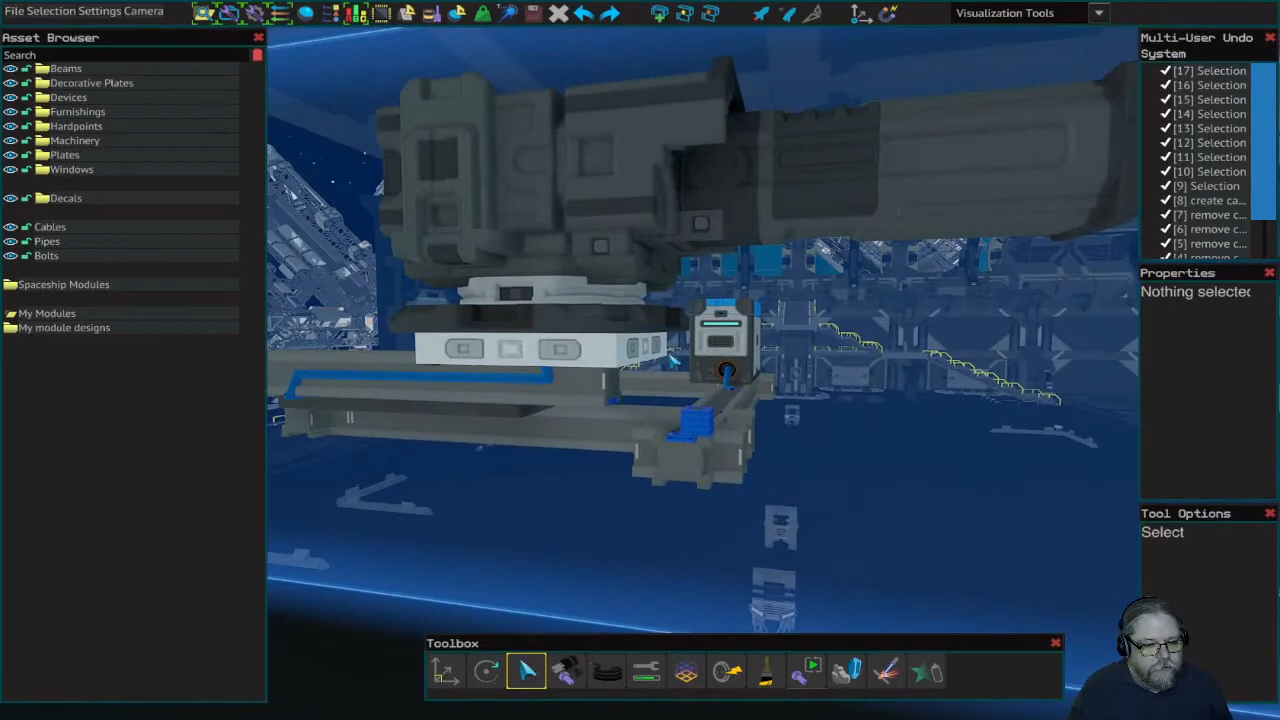 File Selection Settings Camera
Visualization Tools
Asset Browser
Search
Beams
Decorative Plates
Devices
Furnishings
Hardpoints
Machinery
Plates
Windows
Decals
Cables
Pipes
Bolts
Spaceship Modules
My Modules
My module designs
Multi-User Undo
System
[17] Selection
[16] Selection
[15] Selection
[14] Selection
[13] Selection
[12] Selection
[11] Selection
[10] Selection
[9] Selection
[8] create ca...
[7] remove c...
[6] remove c...
[5] remove c...
[4] remove c...
Properties
Nothing selected
Tool Options
Select
Toolbox